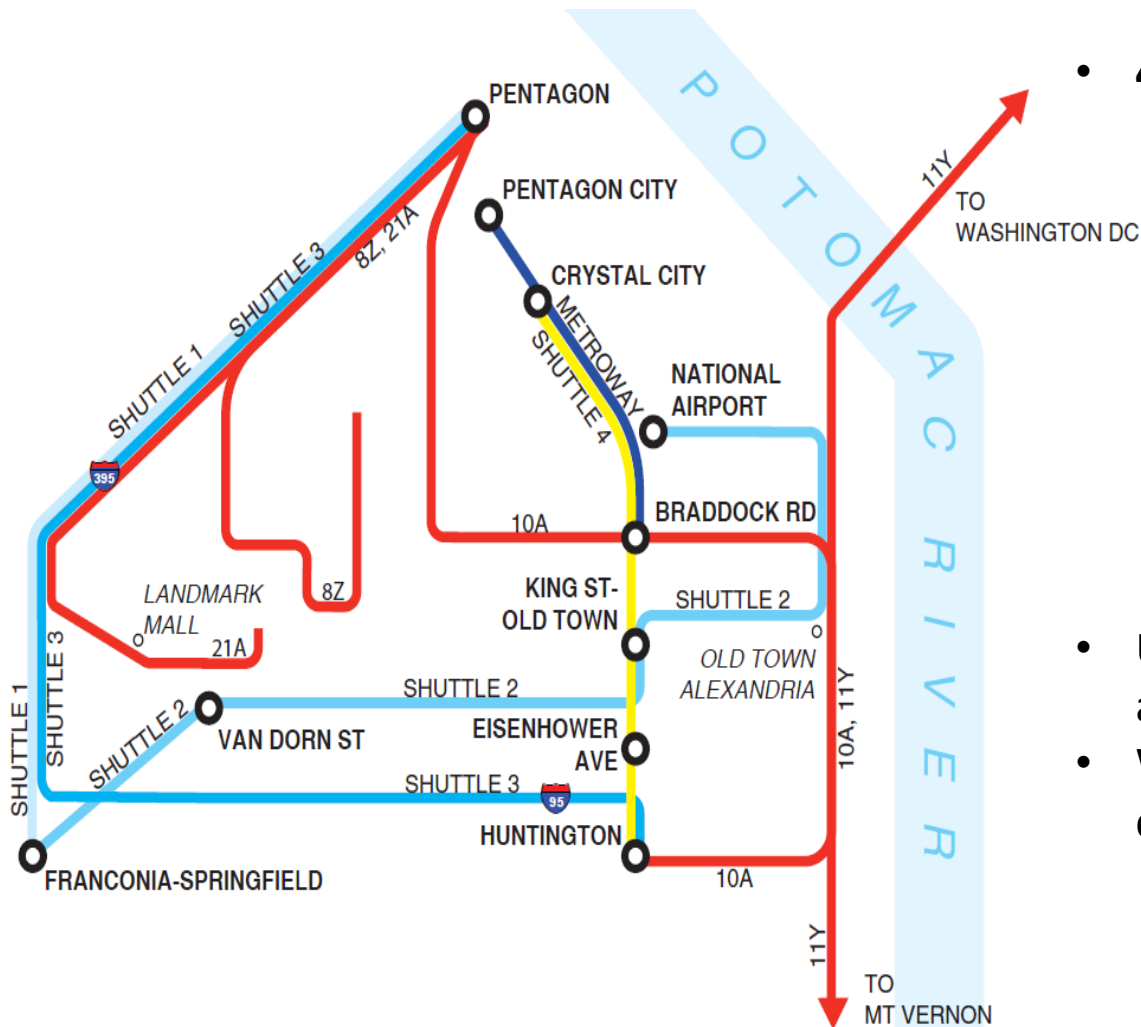 PENTAGON
PENTAGON CITY
CRYSTAL CITY
METROWAY
SHUTTLE 4
NATIONAL
AIRPORT
BRADDOCK RD
POTOMAC RIVER
11Y
TO
WASHINGTON DC
SHUTTLE 3
8Z, 21A
SHUTTLE 1
395
10A
KING ST-
OLD TOWN
SHUTTLE 2
LANDMARK
MALL
8Z
21A
OLD TOWN
ALEXANDRIA
SHUTTLE 2
VAN DORN ST
EISENHOWER
AVE
10A, 11Y
SHUTTLE 1
SHUTTLE 3
SHUTTLE 2
SHUTTLE 3
95
HUNTINGTON
FRANCONIA-SPRINGFIELD
10A
11Y
TO
MT VERNON